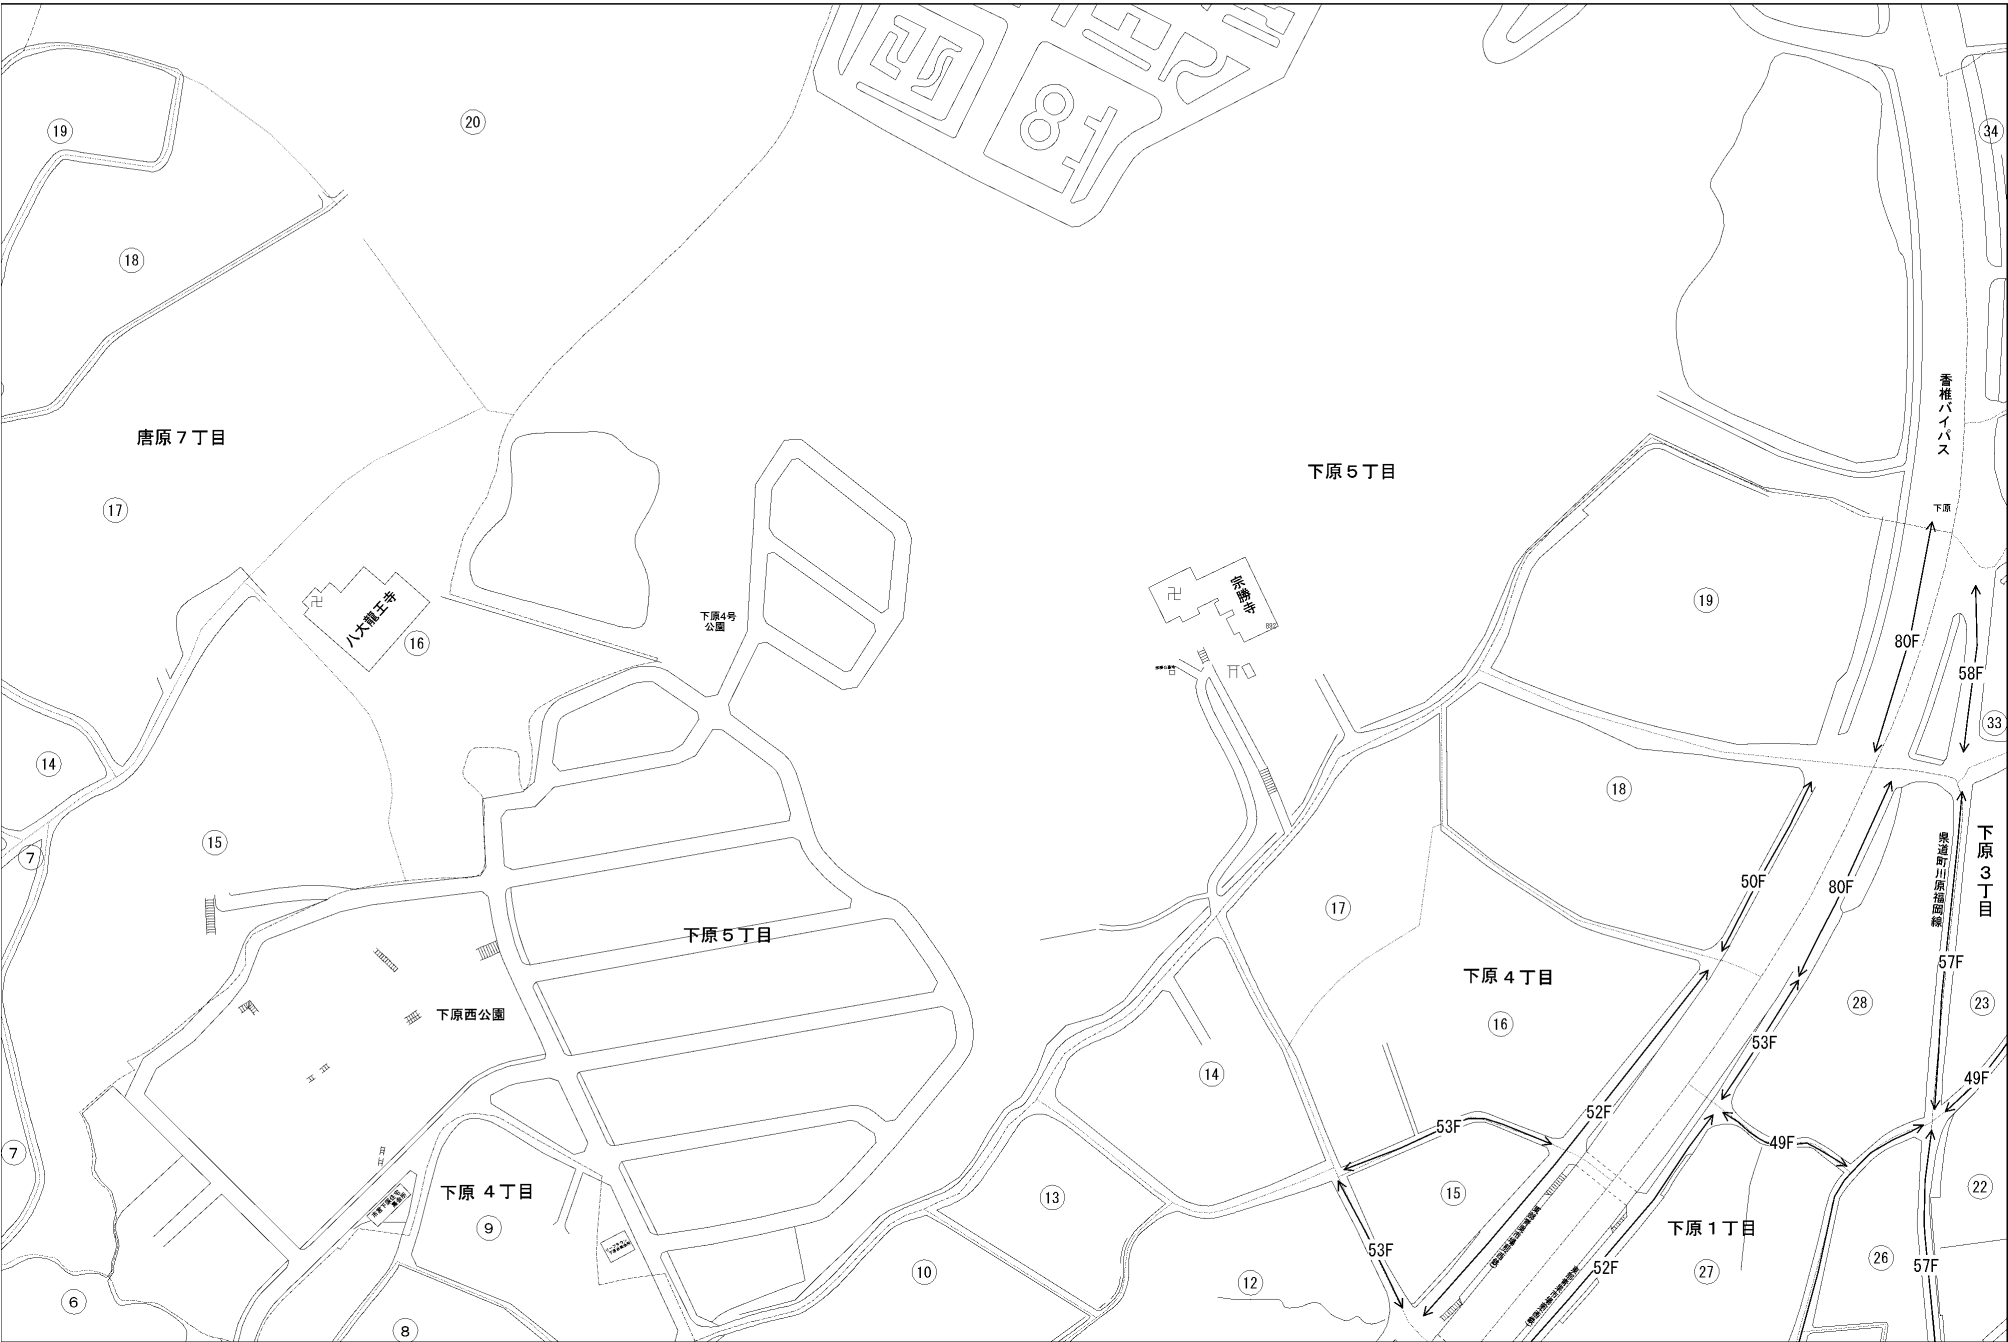 19
20
34
18
香椎バイパス
唐原７丁目
下原５丁目
17
下原
八大龍王寺
16
下原4号
公園
宗勝寺
19
80F
58F
33
14
18
15
7
50F
80F
県道町川原福岡線
下原３丁目
17
下原５丁目
57F
下原４丁目
下原西公園
16
28
23
53F
14
49F
52F
53F
49F
7
下原４丁目
9
13
15
下原１丁目
22
53F
52F
10
12
27
26
57F
6
8